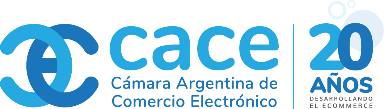 cace
Cámara Argentina de
Comercio Electrónico
20
AÑOS
DESARROLLANDO
EL ECOMMERCE